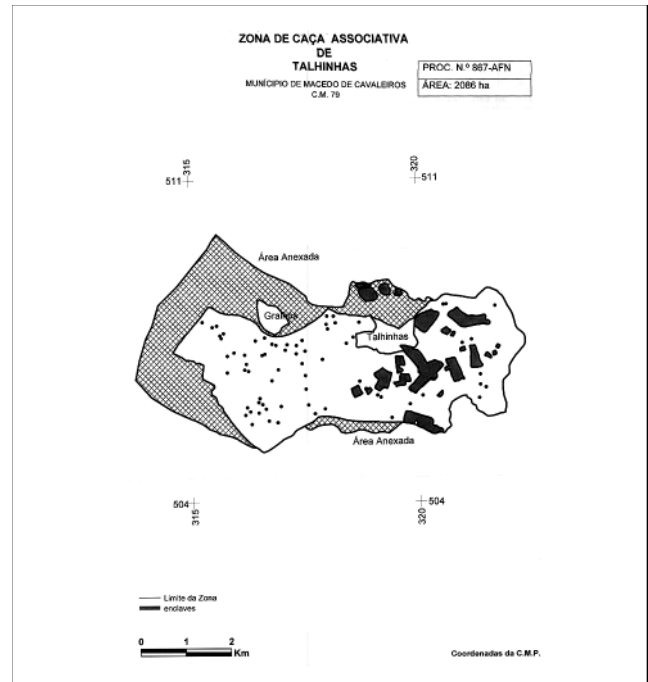 ZONA DE CAÇA ASSOCIATIVA
DE
TALHINHAS
MUNÍCIPIO DE MACEDO DE CAVALEIROS
C.M. 79
PROC. N.º 867-AFN
ÁREA: 2086 ha
315
511
320
511
Área Anexada
Talhinhas
Área Anexada
504
315
504
320
Limite da Zona
enclaves
0 1 2
Km
Coordenadas da C.M.P.